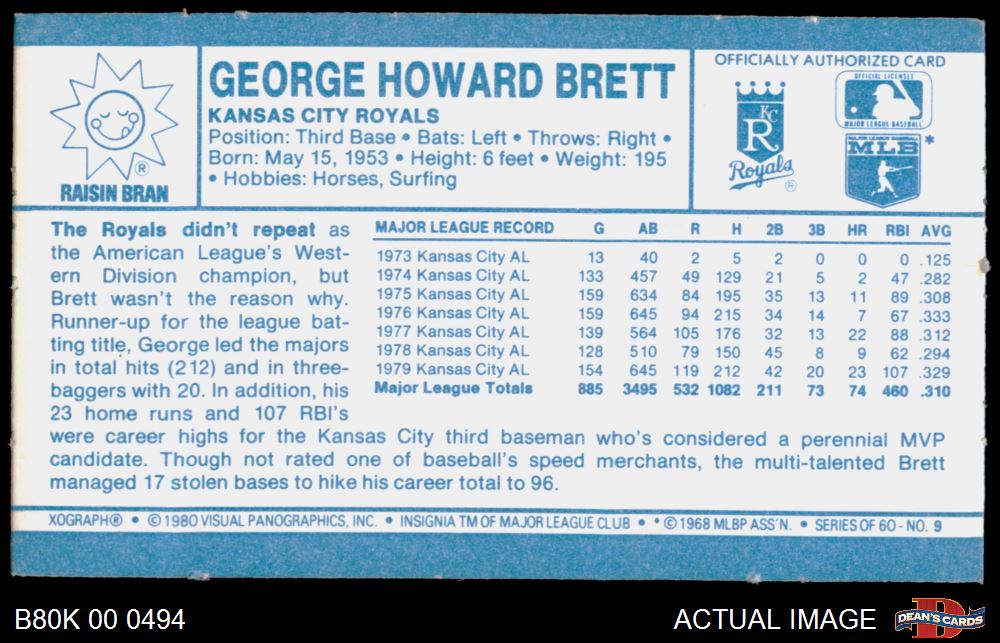 RAISIN BRAN
®
GEORGE HOWARD BRETT
KANSAS CITY ROYALS
Position: Third Base • Bats: Left • Throws: Right •
Born: May 15, 1953 • Height: 6 feet • Weight: 195
• Hobbies: Horses, Surfing
OFFICIALLY AUTHORIZED CARD
KC
R
Royals ®
OFFICIAL LICENSEE
MAJOR LEAGUE BASEBALL
MAJOR LEAGUE BASEBALL
MLB *
The Royals didn't repeat as
the American League's West-
ern Division champion, but
Brett wasn't the reason why.
Runner-up for the league bat-
ting title, George led the majors
in total hits (212) and in three-
baggers with 20. In addition, his
23 home runs and 107 RBI's
were career highs for the Kansas City third baseman who's considered a perennial MVP
candidate. Though not rated one of baseball's speed merchants, the multi-talented Brett
managed 17 stolen bases to hike his career total to 96.
MAJOR LEAGUE RECORD G AB R H 2B 3B HR RBI AVG
1973 Kansas City AL 13 40 2 5 2 0 0 0 .125
1974 Kansas City AL 133 457 49 129 21 5 2 47 .282
1975 Kansas City AL 159 634 84 195 35 13 11 89 .308
1976 Kansas City AL 159 645 94 215 34 14 7 67 .333
1977 Kansas City AL 139 564 105 176 32 13 22 88 .312
1978 Kansas City AL 128 510 79 150 45 8 9 62 .294
1979 Kansas City AL 154 645 119 212 42 20 23 107 .329
Major League Totals 885 3495 532 1082 211 73 74 460 .310
XOGRAPH® • © 1980 VISUAL PANOGRAPHICS, INC. • INSIGNIA TM OF MAJOR LEAGUE CLUB • * © 1968 MLBP ASS'N. • SERIES OF 60 - NO. 9
B80K 00 0494
ACTUAL IMAGE
D
DEAN'S CARDS